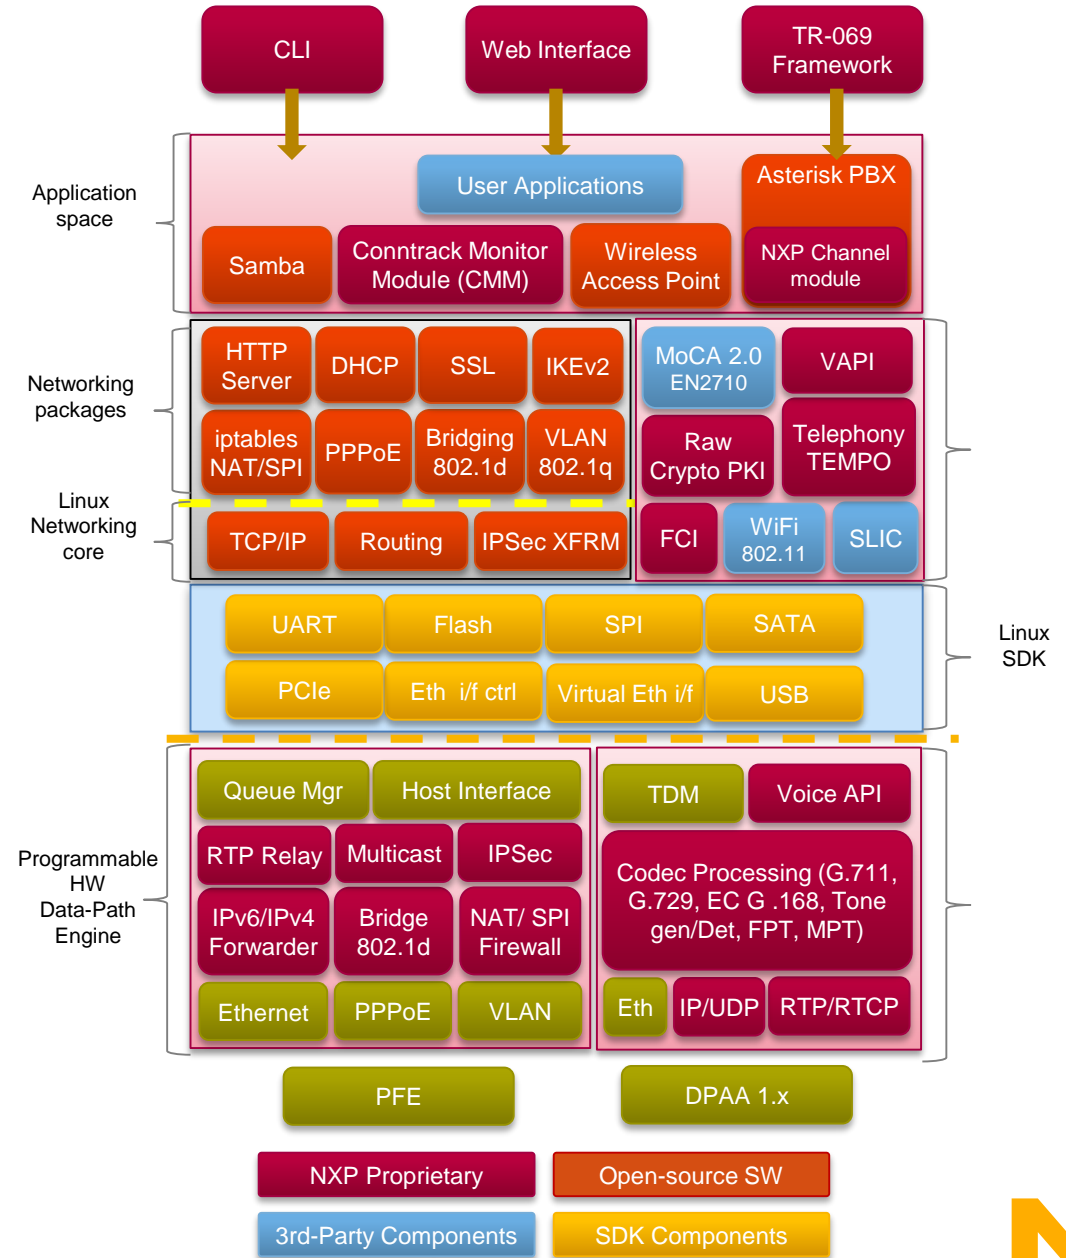 CLI
Web Interface
TR-069
Framework
Application
space
User Applications
Asterisk PBX
Samba
Conntrack Monitor
Module (CMM)
Wireless
Access Point
NXP Channel
module
Networking
packages
HTTP
Server
DHCP
SSL
IKEv2
iptables
NAT/SPI
PPPoE
Bridging
802.1d
VLAN
802.1q
MoCA 2.0
EN2710
VAPI
Raw
Crypto PKI
Telephony
TEMPO
Linux
Networking
core
TCP/IP
Routing
IPSec XFRM
FCI
WiFi
802.11
SLIC
UART
Flash
SPI
SATA
PCIe
Eth i/f ctrl
Virtual Eth i/f
USB
Linux
SDK
Programmable
HW
Data-Path
Engine
Queue Mgr
Host Interface
RTP Relay
Multicast
IPSec
IPv6/IPv4
Forwarder
Bridge
802.1d
NAT/ SPI
Firewall
Ethernet
PPPoE
VLAN
TDM
Voice API
Codec Processing (G.711,
G.729, EC G .168, Tone
gen/Det, FPT, MPT)
Eth
IP/UDP
RTP/RTCP
PFE
DPAA 1.x
NXP Proprietary
Open-source SW
3rd-Party Components
SDK Components